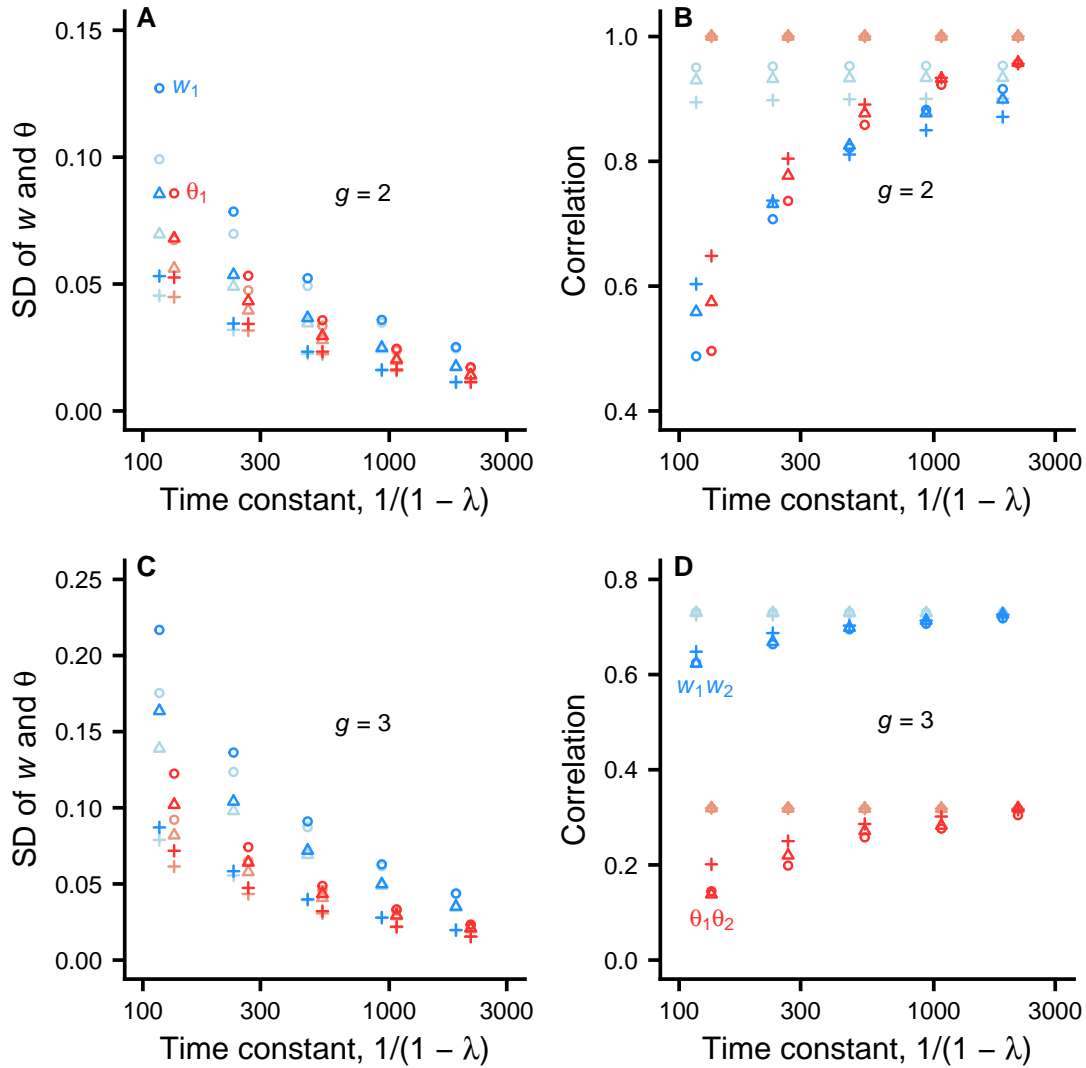 A
0.15
0.10
0.05
0.00
SD of w and θ
w₁
θ₁
g = 2
100 300 1000 3000
Time constant, 1/(1 − λ)
B
1.0
0.8
0.6
0.4
Correlation
g = 2
100 300 1000 3000
Time constant, 1/(1 − λ)
C
0.25
0.20
0.15
0.10
0.05
0.00
SD of w and θ
g = 3
100 300 1000 3000
Time constant, 1/(1 − λ)
D
0.8
0.6
0.4
0.2
0.0
Correlation
w₁w₂
g = 3
θ₁θ₂
100 300 1000 3000
Time constant, 1/(1 − λ)